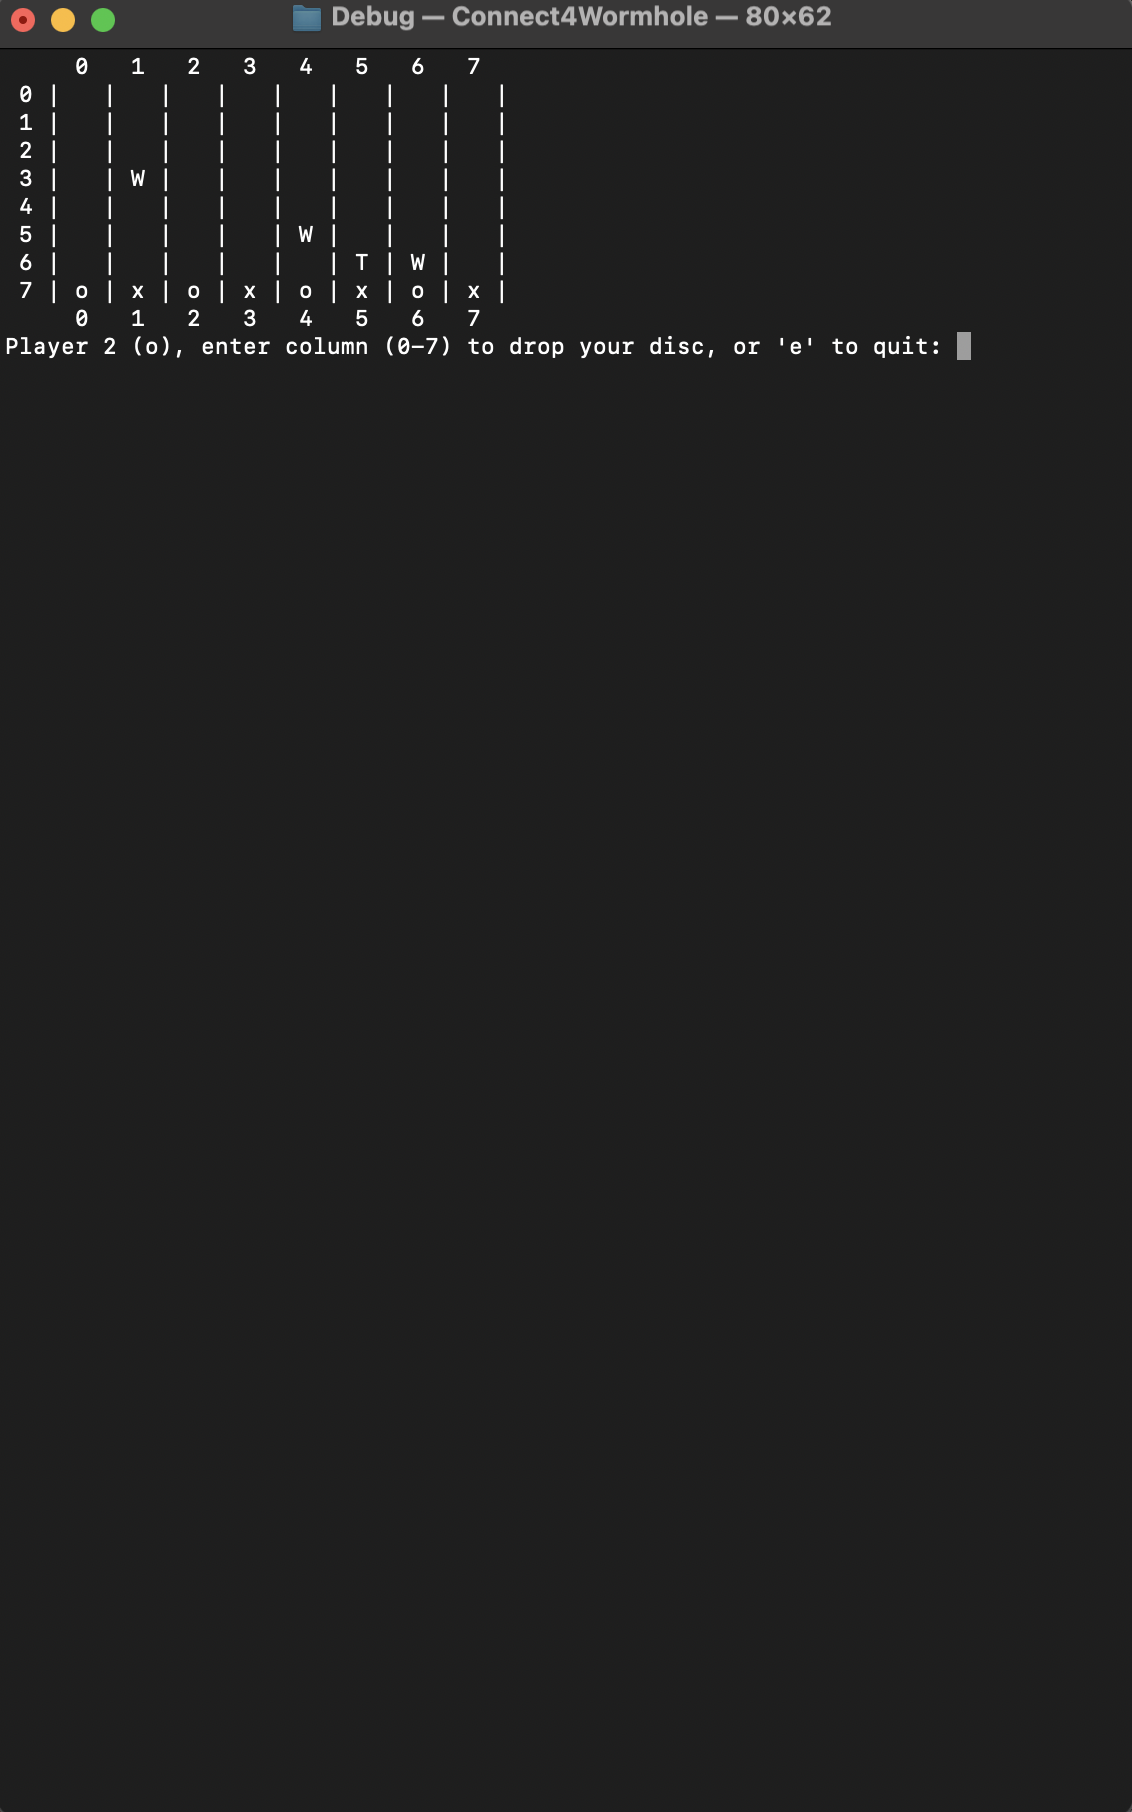 Debug — Connect4Wormhole — 80×62
     0   1   2   3   4   5   6   7
 0 |   |   |   |   |   |   |   |   |
 1 |   |   |   |   |   |   |   |   |
 2 |   |   |   |   |   |   |   |   |
 3 |   | W |   |   |   |   |   |   |
 4 |   |   |   |   |   |   |   |   |
 5 |   |   |   |   | W |   |   |   |
 6 |   |   |   |   |   | T | W |   |
 7 | o | x | o | x | o | x | o | x |
     0   1   2   3   4   5   6   7
Player 2 (o), enter column (0-7) to drop your disc, or 'e' to quit: